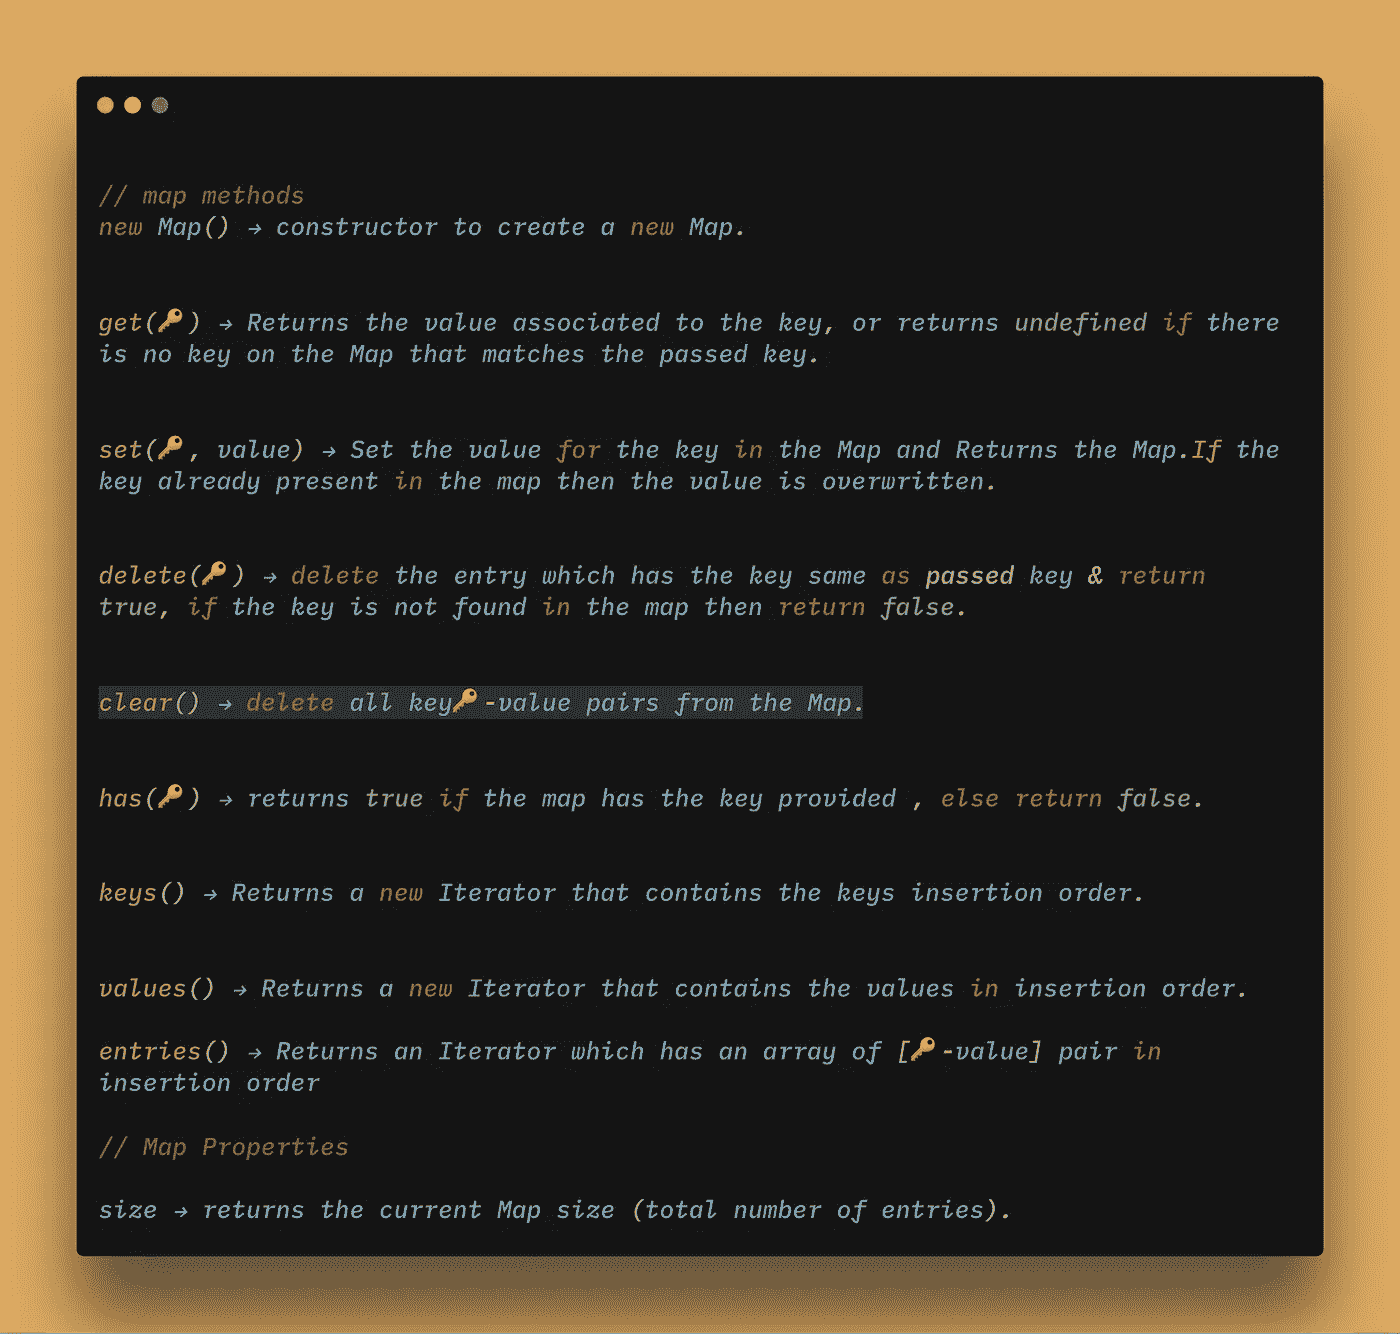 // map methods
new Map() → constructor to create a new Map.
get(🔑) → Returns the value associated to the key, or returns undefined if there
is no key on the Map that matches the passed key.
set(🔑, value) → Set the value for the key in the Map and Returns the Map.If the
key already present in the map then the value is overwritten.
delete(🔑) → delete the entry which has the key same as passed key & return
true, if the key is not found in the map then return false.
clear() → delete all key🔑-value pairs from the Map.
has(🔑) → returns true if the map has the key provided , else return false.
keys() → Returns a new Iterator that contains the keys insertion order.
values() → Returns a new Iterator that contains the values in insertion order.
entries() → Returns an Iterator which has an array of [🔑-value] pair in
insertion order
// Map Properties
size → returns the current Map size (total number of entries).